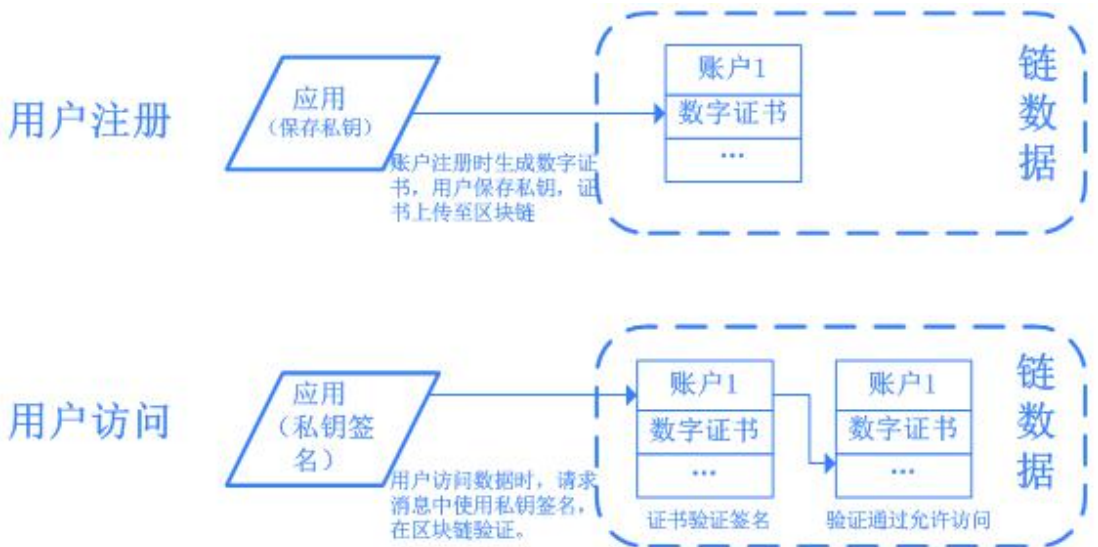 用户注册
应用
（保存私钥）
账户注册时生成数字证
书，用户保存私钥，证
书上传至区块链
账户1
数字证书
...
链
数
据
用户访问
应用
（私钥签
名）
用户访问数据时，请求
消息中使用私钥签名，
在区块链验证。
账户1
数字证书
...
证书验证签名
账户1
数字证书
...
验证通过允许访问
链
数
据